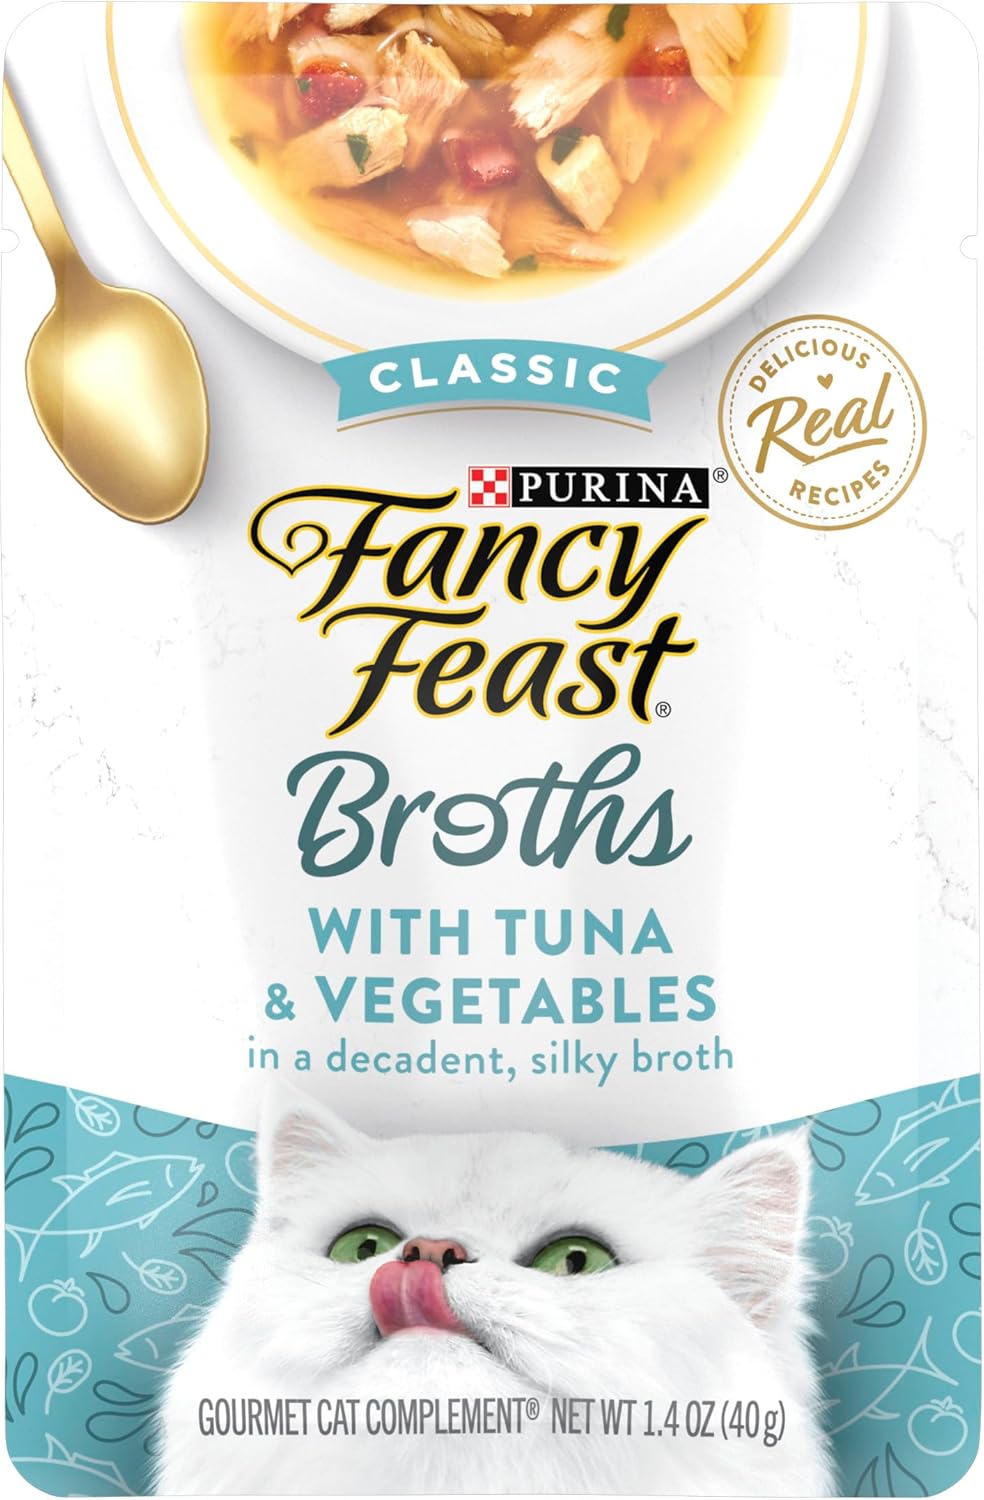 CLASSIC
DELICIOUS
Real
RECIPES
PURINA®
Fancy
Feast®
Broths
WITH TUNA
& VEGETABLES
in a decadent, silky broth
GOURMET CAT COMPLEMENT® NET WT 1.4 OZ (40 g)